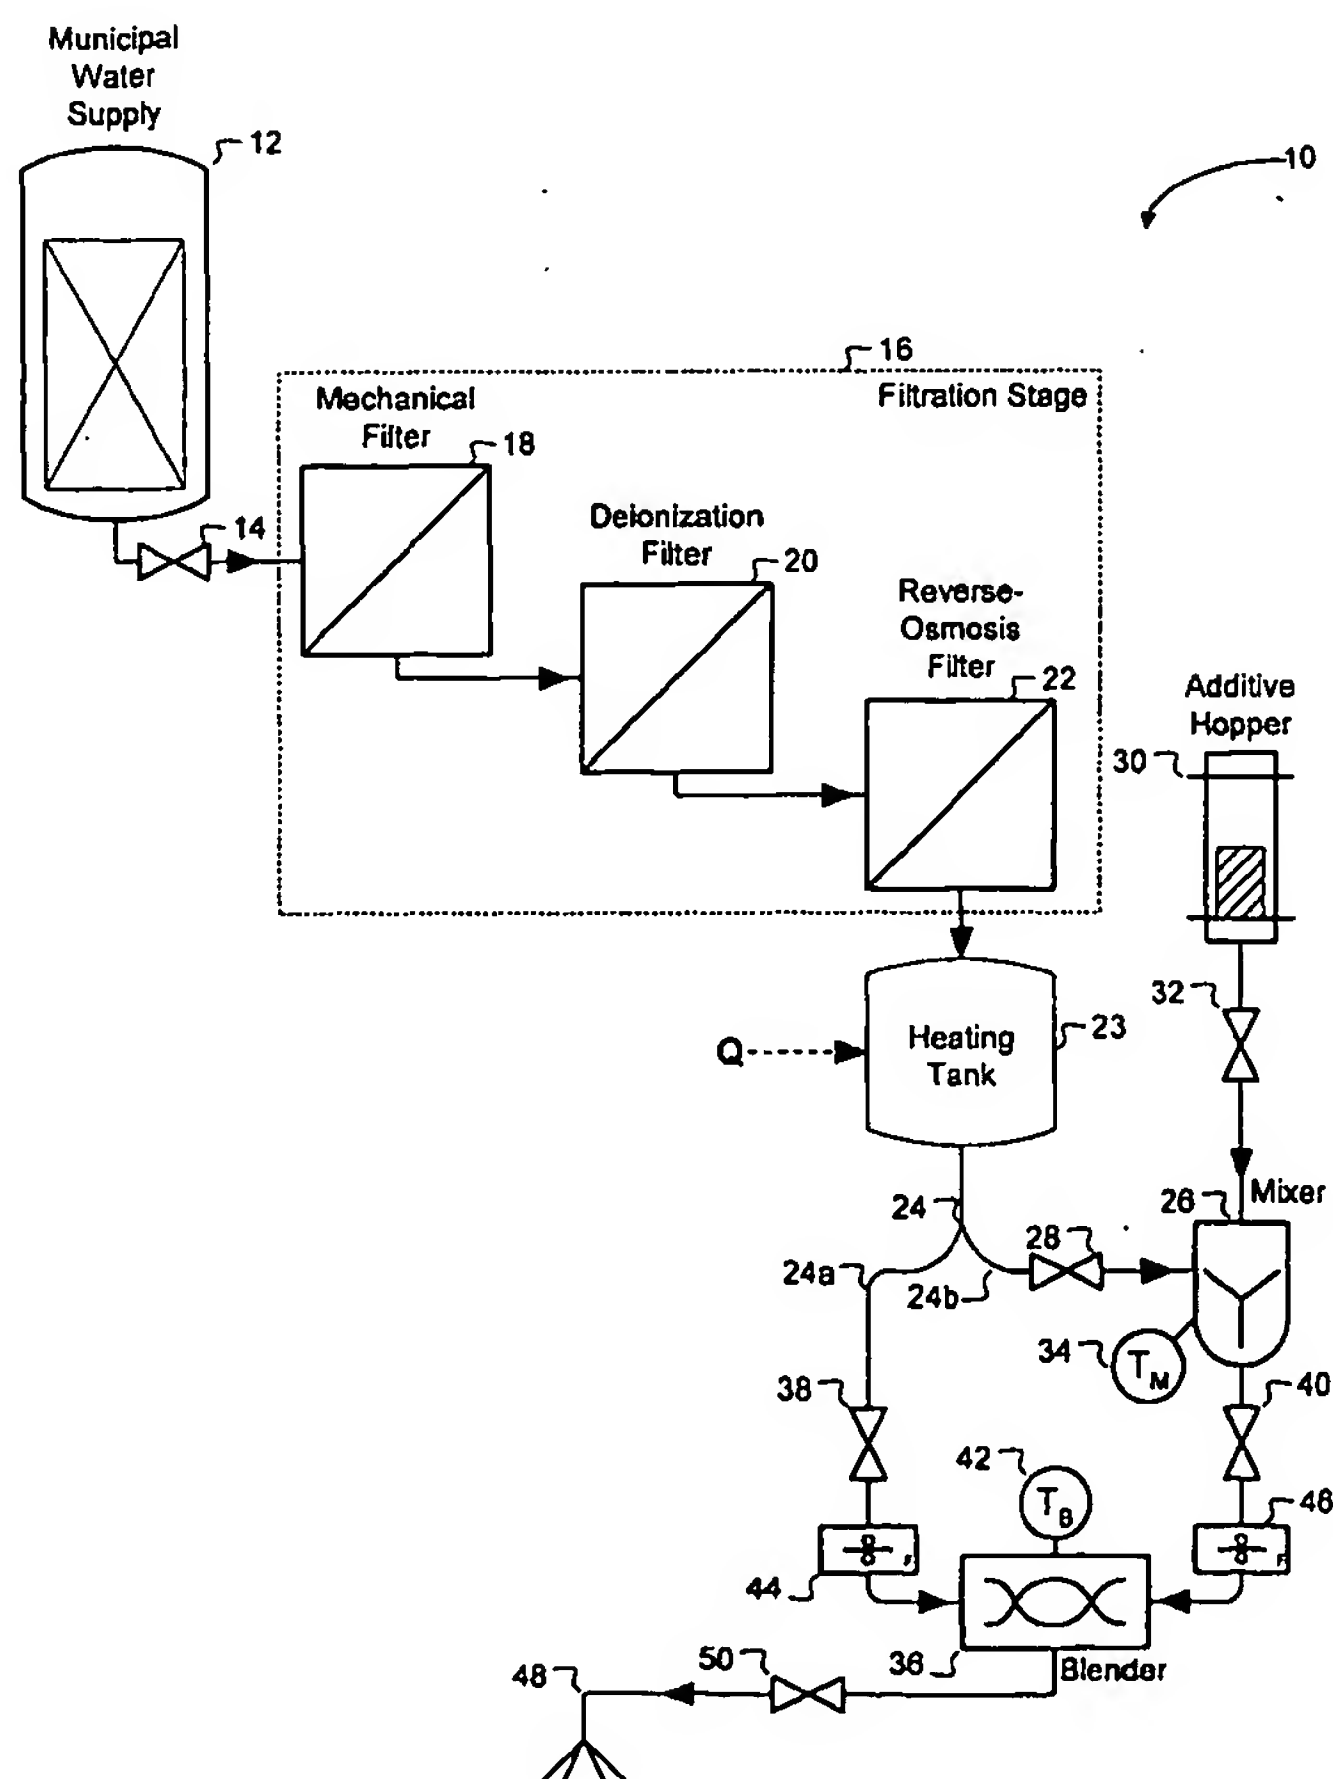 Municipal
Water
Supply
12
10
16
Filtration Stage
Mechanical
Filter
18
14
Deionization
Filter
20
Reverse-
Osmosis
Filter
22
Additive
Hopper
30
32
Q
Heating
Tank
23
24
26
Mixer
28
24a
24b
34
TM
38
40
42
TB
46
F
F
44
36
Blender
50
48